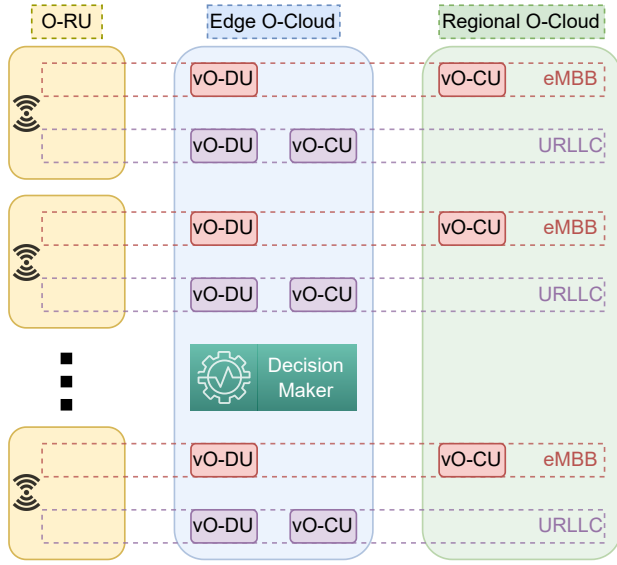 O-RU Edge O-Cloud Regional O-Cloud
vO-DU vO-CU eMBB
vO-DU vO-CU URLLC
vO-DU vO-CU eMBB
vO-DU vO-CU URLLC
Decision
Maker
vO-DU vO-CU eMBB
vO-DU vO-CU URLLC